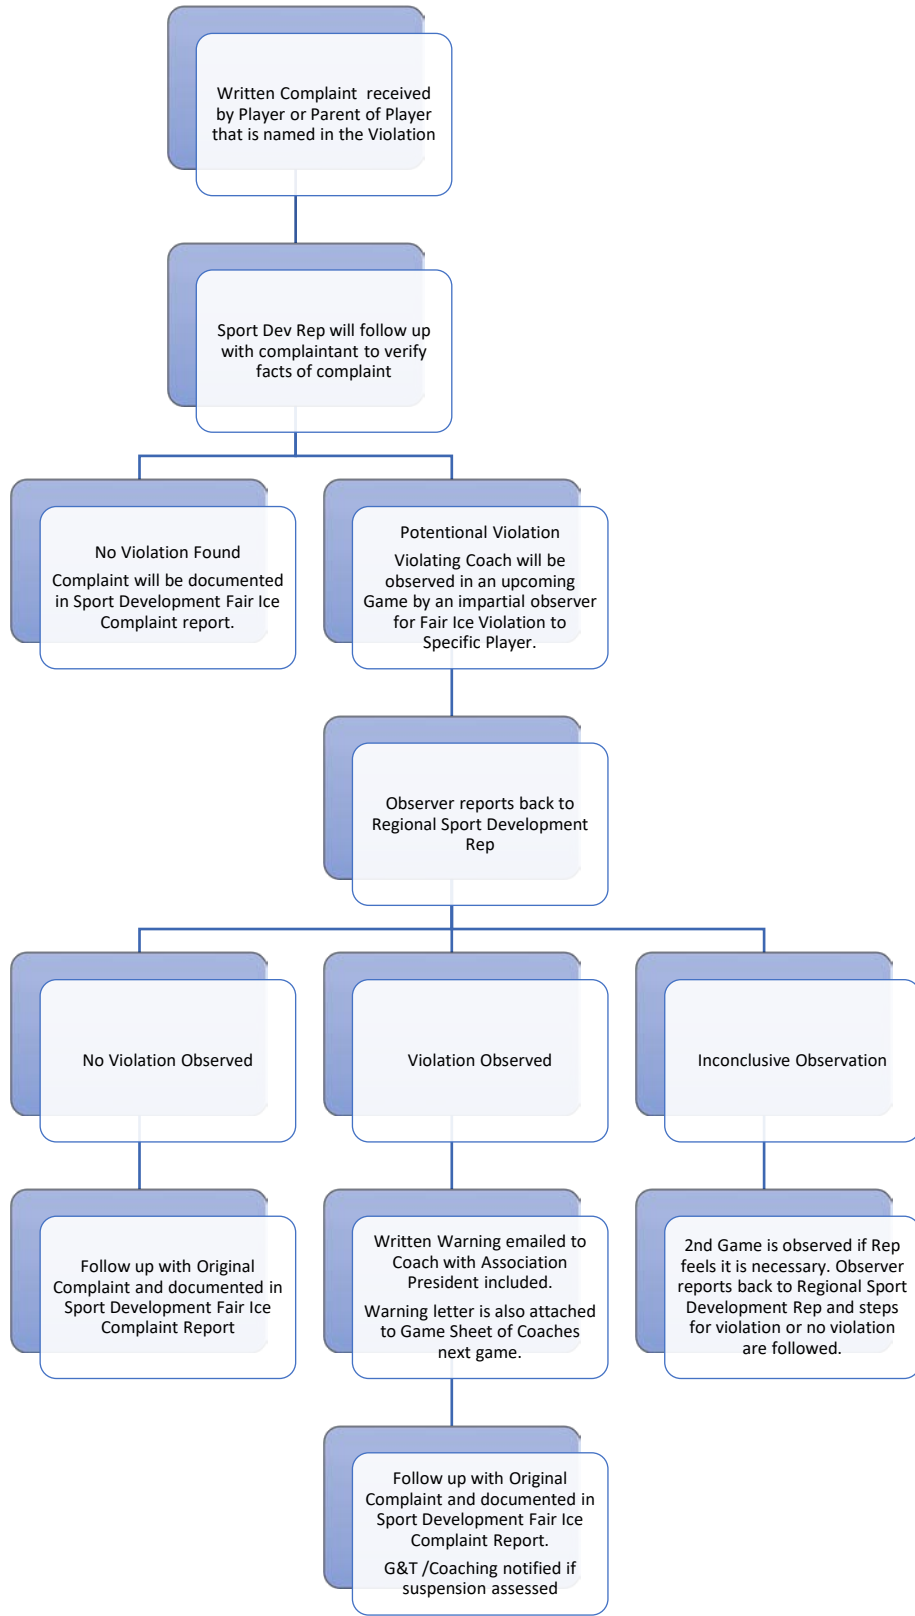 Written Complaint received
by Player or Parent of Player
that is named in the Violation
Sport Dev Rep will follow up
with complaintant to verify
facts of complaint
No Violation Found
Complaint will be documented
in Sport Development Fair Ice
Complaint report.
Potentional Violation
Violating Coach will be
observed in an upcoming
Game by an impartial observer
for Fair Ice Violation to
Specific Player.
Observer reports back to
Regional Sport Development
Rep
No Violation Observed
Violation Observed
Inconclusive Observation
Follow up with Original
Complaint and documented in
Sport Development Fair Ice
Complaint Report
Written Warning emailed to
Coach with Association
President included.
Warning letter is also attached
to Game Sheet of Coaches
next game.
2nd Game is observed if Rep
feels it is necessary. Observer
reports back to Regional Sport
Development Rep and steps
for violation or no violation
are followed.
Follow up with Original
Complaint and documented in
Sport Development Fair Ice
Complaint Report.
G&T /Coaching notified if
suspension assessed